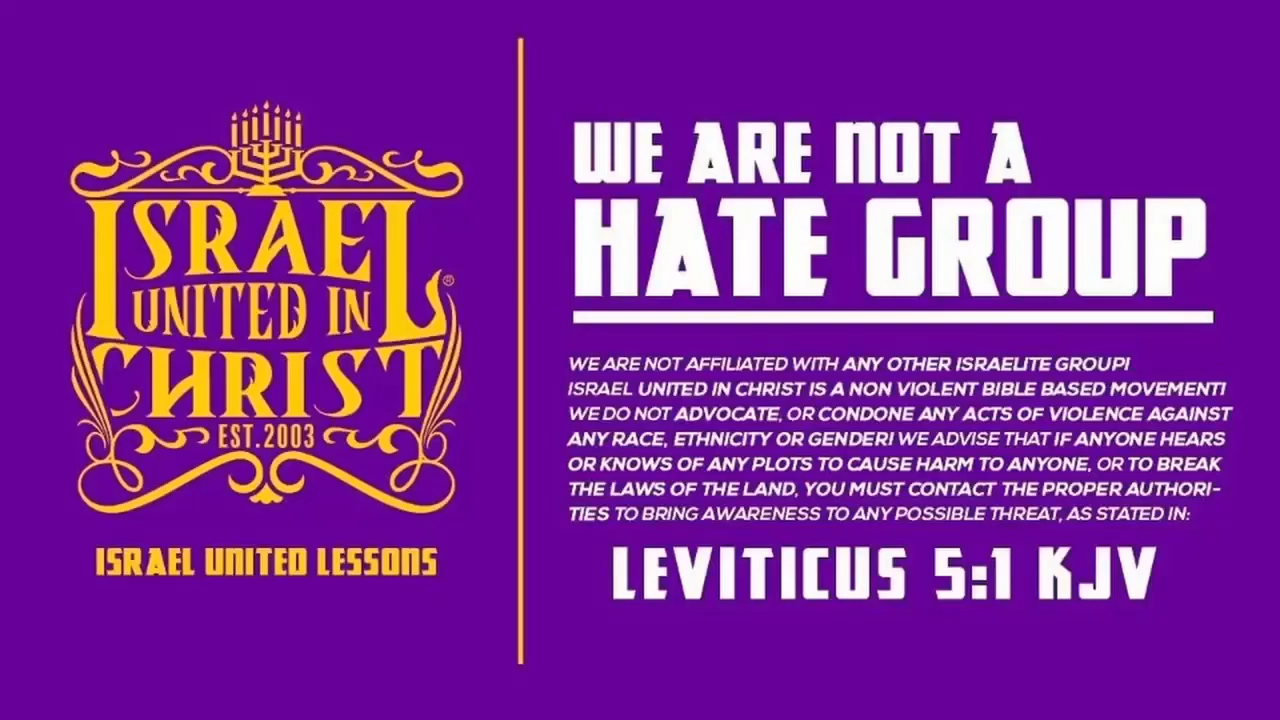 ISRAEL
UNITED IN
CHRIST
®
EST.2003
ISRAEL UNITED LESSONS
WE ARE NOT A
HATE GROUP
WE ARE NOT AFFILIATED WITH ANY OTHER ISRAELITE GROUP!
ISRAEL UNITED IN CHRIST IS A NON VIOLENT BIBLE BASED MOVEMENT!
WE DO NOT ADVOCATE, OR CONDONE ANY ACTS OF VIOLENCE AGAINST
ANY RACE, ETHNICITY OR GENDER! WE ADVISE THAT IF ANYONE HEARS
OR KNOWS OF ANY PLOTS TO CAUSE HARM TO ANYONE, OR TO BREAK
THE LAWS OF THE LAND, YOU MUST CONTACT THE PROPER AUTHORI-
TIES TO BRING AWARENESS TO ANY POSSIBLE THREAT, AS STATED IN:
LEVITICUS 5:1 KJV